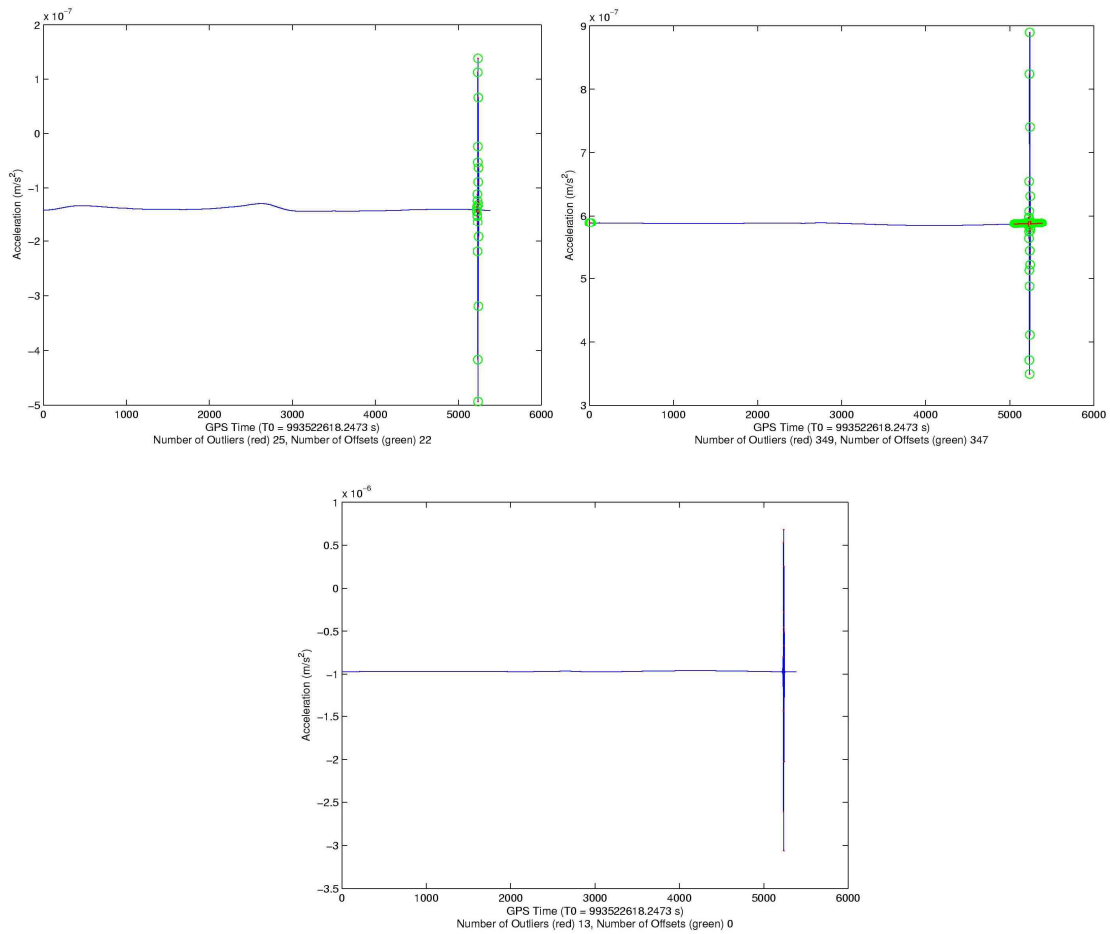 x 10⁻⁷
2
1
0
−1
−2
−3
−4
−5
Acceleration (m/s²)
0 1000 2000 3000 4000 5000 6000
GPS Time (T0 = 993522618.2473 s)
Number of Outliers (red) 25, Number of Offsets (green) 22
x 10⁻⁷
9
8
7
6
5
4
3
Acceleration (m/s²)
0 1000 2000 3000 4000 5000 6000
GPS Time (T0 = 993522618.2473 s)
Number of Outliers (red) 349, Number of Offsets (green) 347
x 10⁻⁶
1
0.5
0
−0.5
−1
−1.5
−2
−2.5
−3
−3.5
Acceleration (m/s²)
0 1000 2000 3000 4000 5000 6000
GPS Time (T0 = 993522618.2473 s)
Number of Outliers (red) 13, Number of Offsets (green) 0